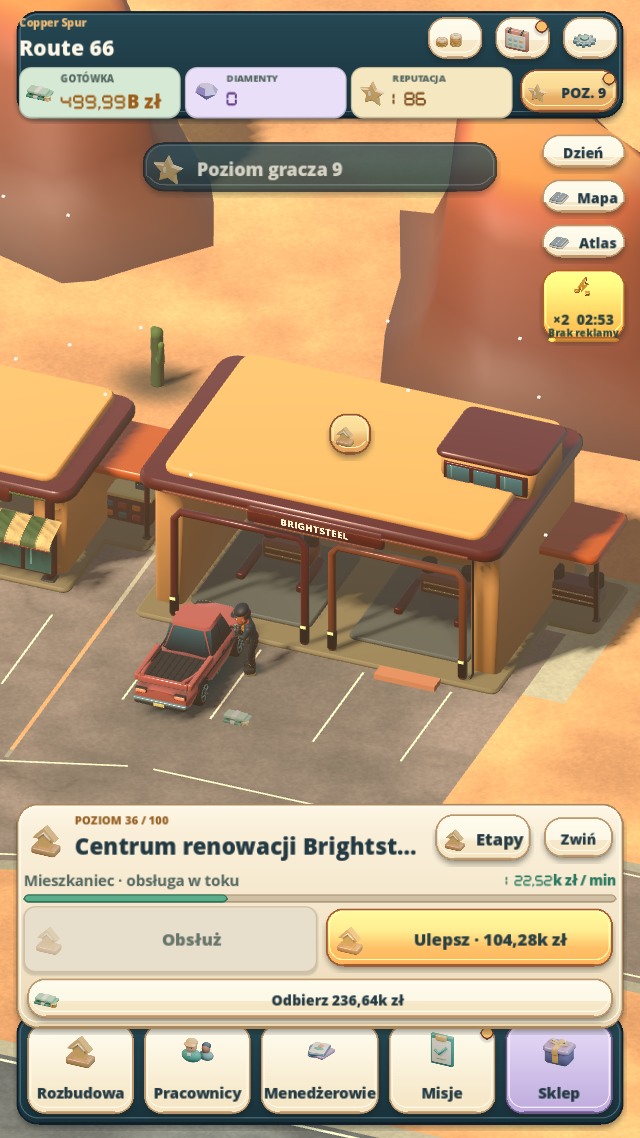 Copper Spur
Route 66
GOTÓWKA
499,99B zł
DIAMENTY
0
REPUTACJA
186
POZ. 9
Poziom gracza 9
Dzień
Mapa
Atlas
×2 02:53
Brak reklamy
BRIGHTSTEEL
POZIOM 36 / 100
Centrum renowacji Brightst...
Etapy
Zwiń
Mieszkaniec · obsługa w toku
122,52k zł / min
Obsłuż
Ulepsz · 104,28k zł
Odbierz 236,64k zł
Rozbudowa
Pracownicy
Menedżerowie
Misje
Sklep